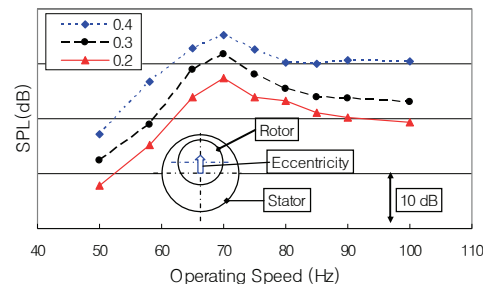 0.4
0.3
0.2
SPL(dB)
Rotor
Eccentricity
Stator
10 dB
40 50 60 70 80 90 100 110
Operating Speed (Hz)